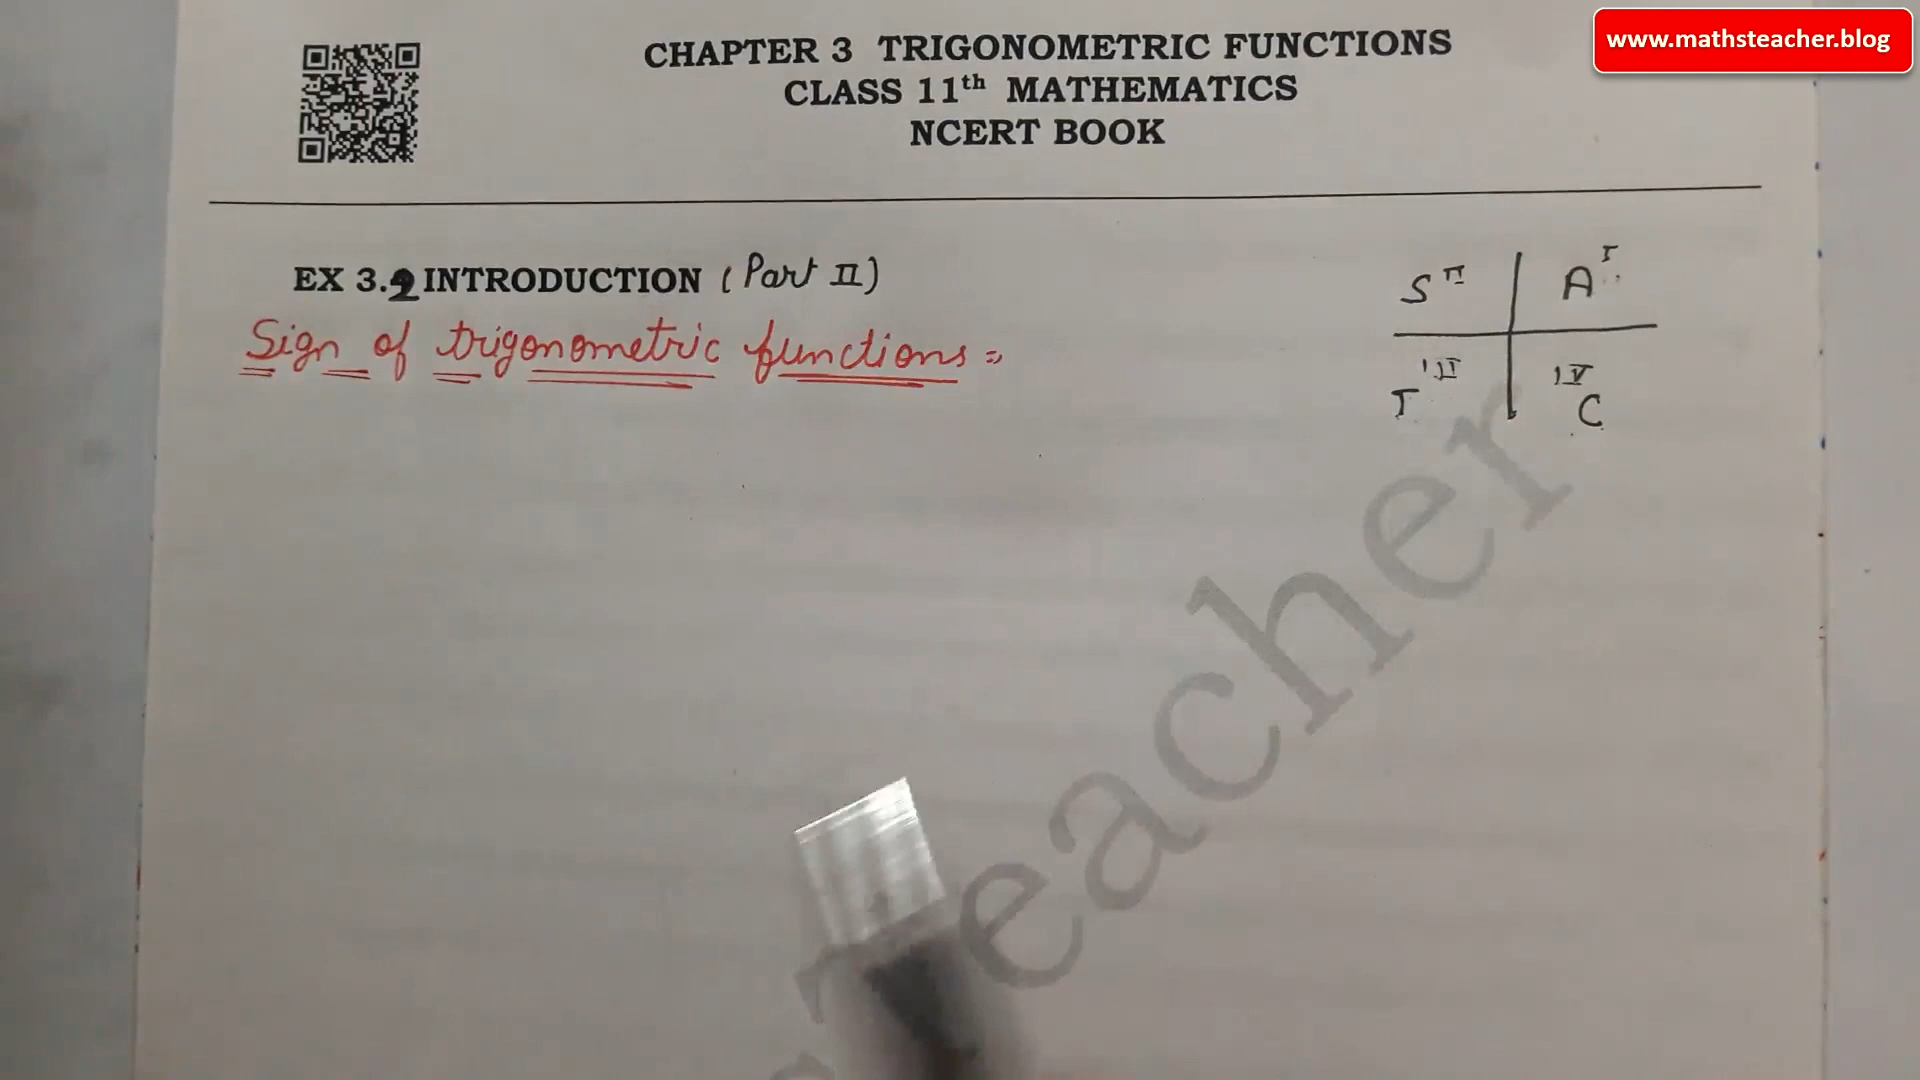 www.mathsteacher.blog
CHAPTER 3 TRIGONOMETRIC FUNCTIONS
CLASS 11th MATHEMATICS
NCERT BOOK
EX 3.2 INTRODUCTION (Part II)
Sign of trigonometric functions =
S II A I
T III IV C
eacher